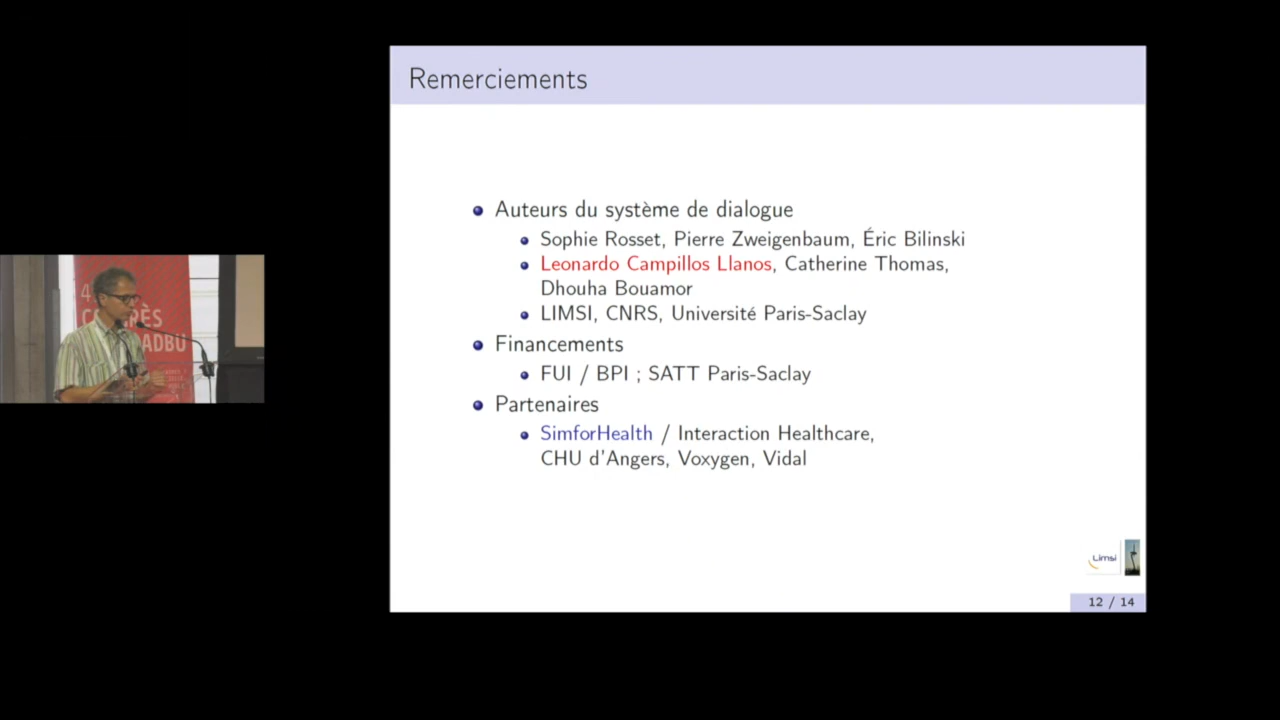 Remerciements
Auteurs du système de dialogue
Sophie Rosset, Pierre Zweigenbaum, Éric Bilinski
Leonardo Campillos Llanos, Catherine Thomas,
Dhouha Bouamor
LIMSI, CNRS, Université Paris-Saclay
Financements
FUI / BPI ; SATT Paris-Saclay
Partenaires
SimforHealth / Interaction Healthcare,
CHU d'Angers, Voxygen, Vidal
Limsi
12 / 14
ADBU